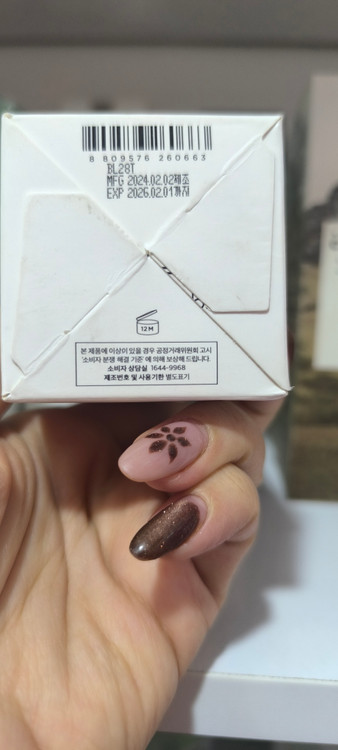 8 809576 260663
BL28T
MFG 2024.02.02제조
EXP 2026.02.01까지
12M
본 제품에 이상이 있을 경우 공정거래위원회 고시
'소비자 분쟁 해결 기준'에 의해 보상해 드립니다.
소비자 상담실 1644-9968
제조번호 및 사용기한 별도표기